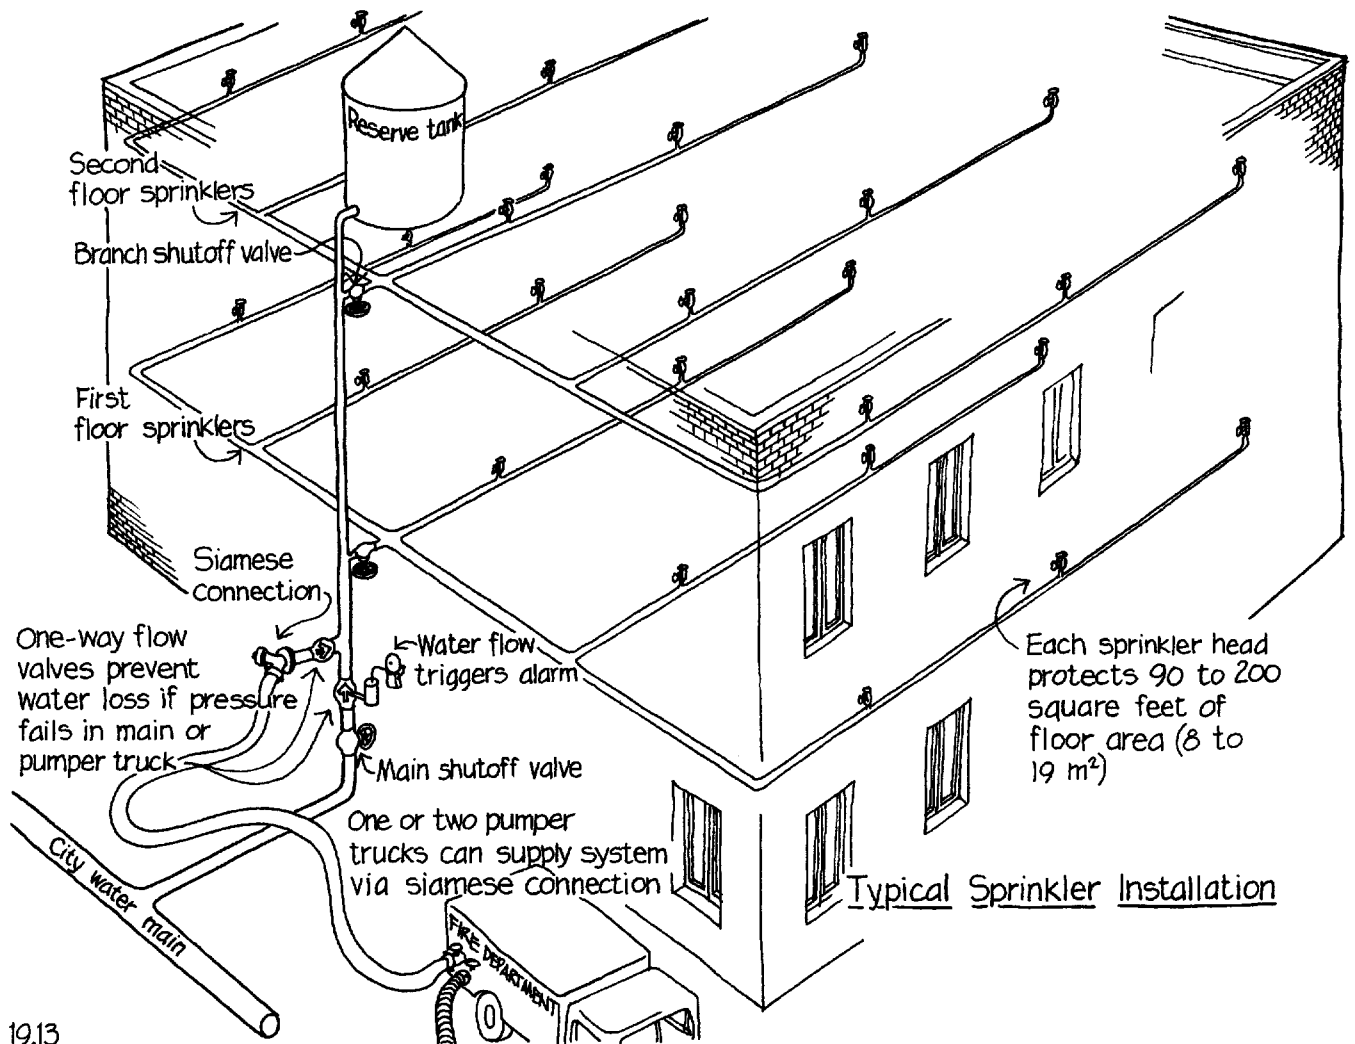 Reserve tank
Second
floor sprinklers
Branch shutoff valve
First
floor sprinklers
Siamese
connection
One-way flow
valves prevent
water loss if pressure
fails in main or
pumper truck
Water flow
triggers alarm
Main shutoff valve
Each sprinkler head
protects 90 to 200
square feet of
floor area (8 to
19 m²)
One or two pumper
trucks can supply system
via siamese connection
City water main
FIRE DEPARTMENT
Typical Sprinkler Installation
19.13